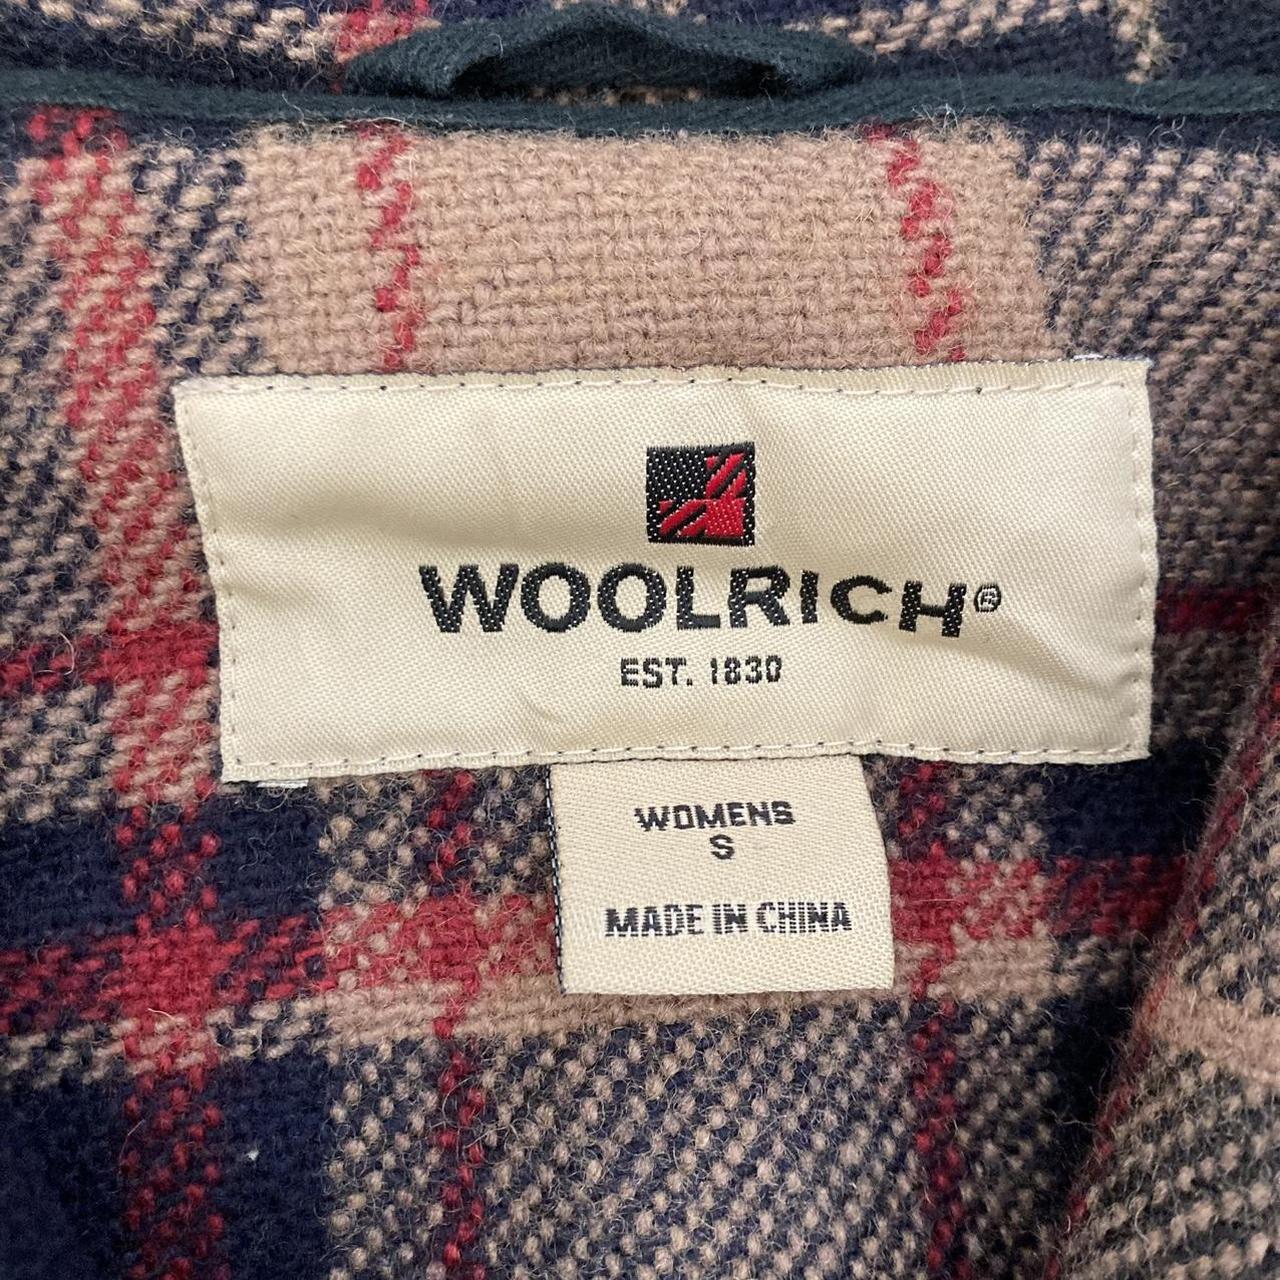 WOOLRICH®
EST. 1830
WOMENS
S
MADE IN CHINA